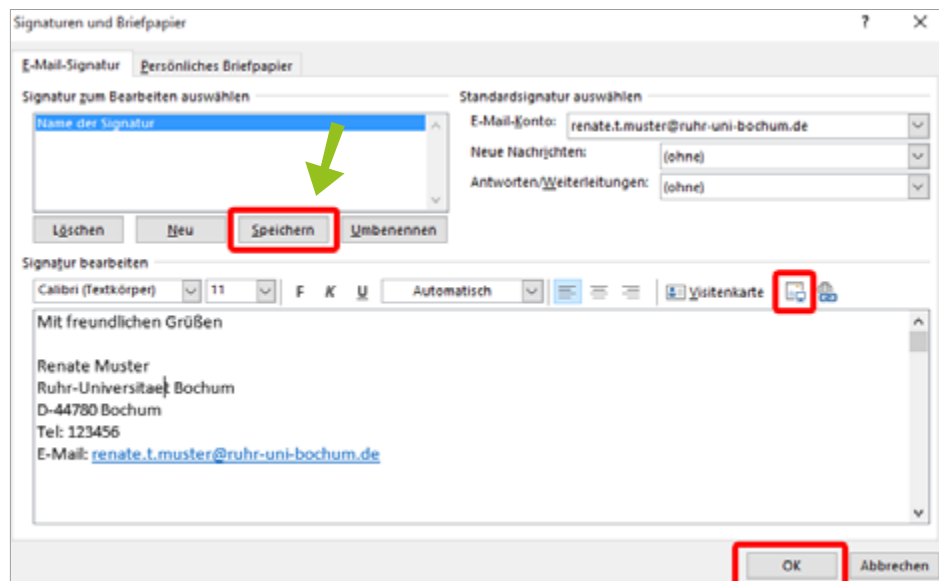 Signaturen und Briefpapier ?
E-Mail-Signatur Persönliches Briefpapier
Signatur zum Bearbeiten auswählen
Name der Signatur
Löschen Neu Speichern Umbenennen
Standardsignatur auswählen
E-Mail-Konto: renate.t.muster@ruhr-uni-bochum.de
Neue Nachrichten: (ohne)
Antworten/Weiterleitungen: (ohne)
Signatur bearbeiten
Calibri (Textkörper) 11 F K U Automatisch Visitenkarte
Mit freundlichen Grüßen
Renate Muster
Ruhr-Universitaet Bochum
D-44780 Bochum
Tel: 123456
E-Mail: renate.t.muster@ruhr-uni-bochum.de
OK Abbrechen